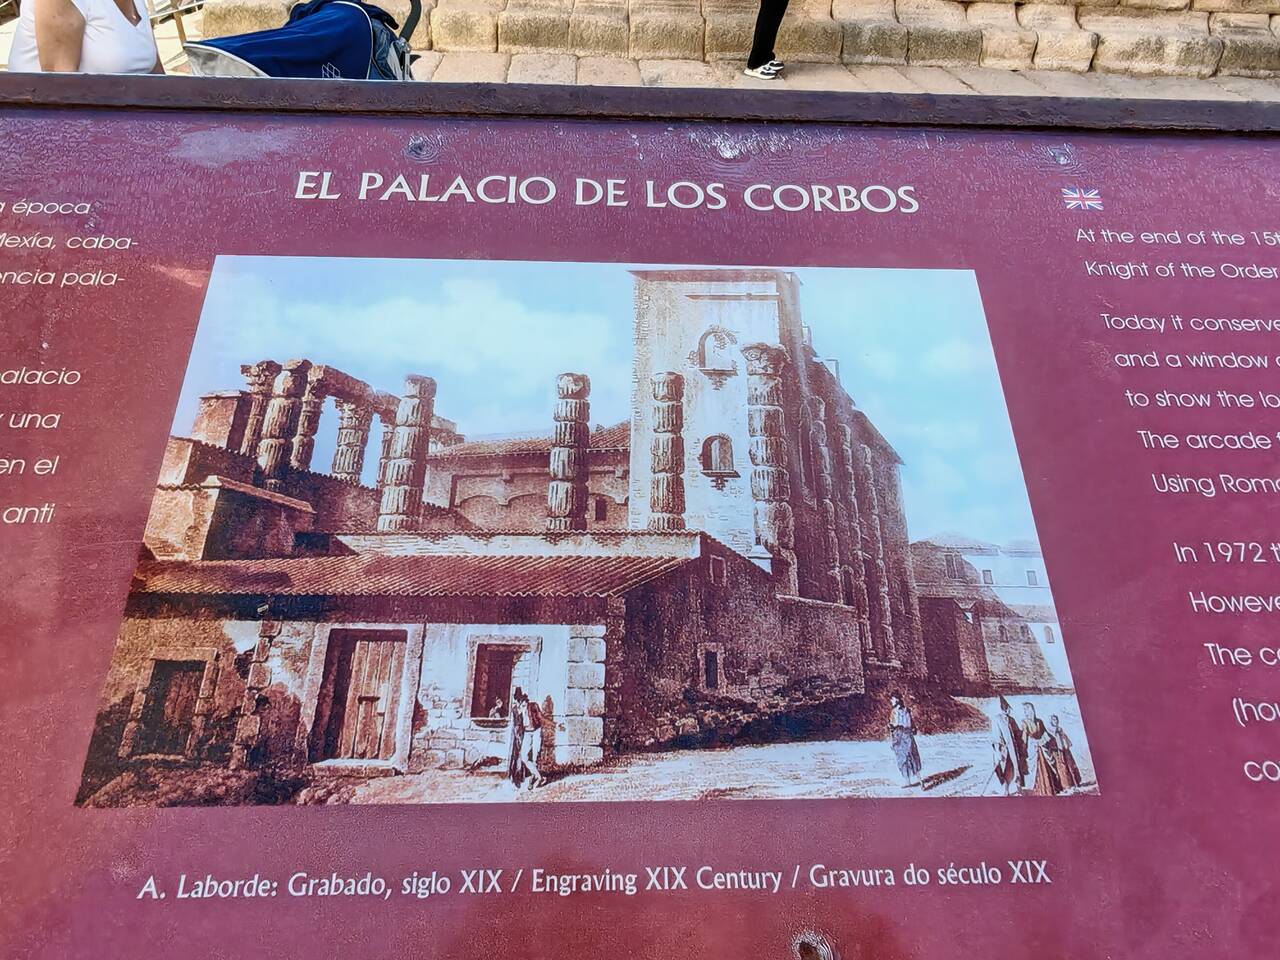 EL PALACIO DE LOS CORBOS
a época
Mexía, caba-
encia pala-
palacio
y una
en el
anti
At the end of the 15t
Knight of the Order
Today it conserve
and a window
to show the lo
The arcade
Using Roma
In 1972 t
Howeve
The co
(hou
co
A. Laborde: Grabado, siglo XIX / Engraving XIX Century / Gravura do século XIX